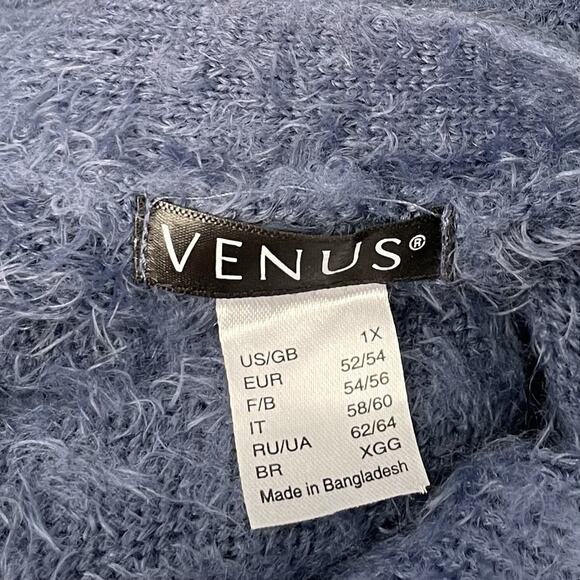 VENUS®
US/GB 1X
EUR 52/54
F/B 54/56
IT 58/60
RU/UA 62/64
BR XGG
Made in Bangladesh